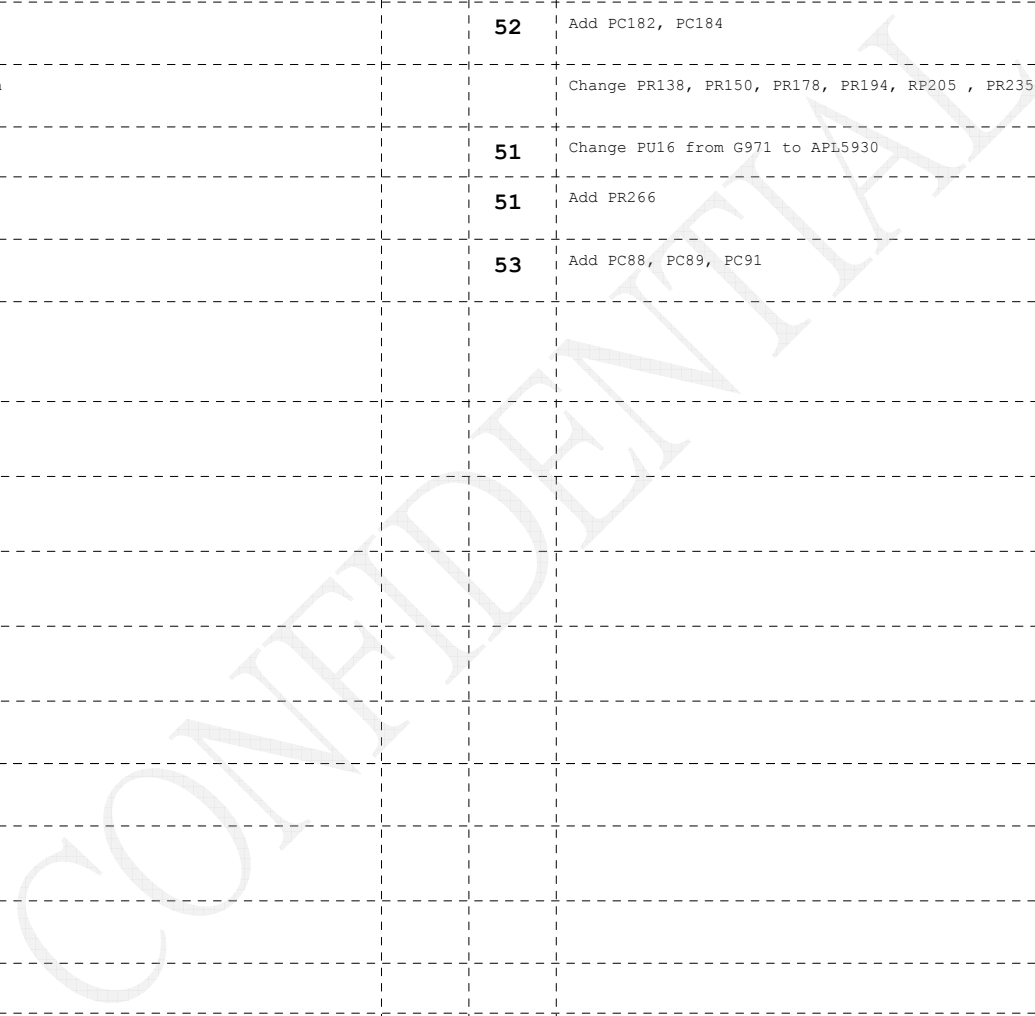 52 Add PC182, PC184
Change PR138, PR150, PR178, PR194, RP205 , PR235
51 Change PU16 from G971 to APL5930
51 Add PR266
53 Add PC88, PC89, PC91
CONFIDENTIAL